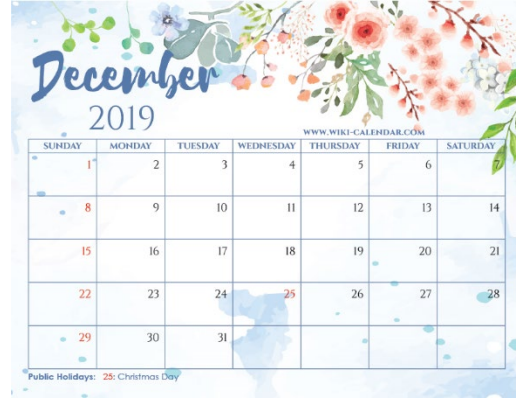 December
2019
WWW.WIKI-CALENDAR.COM
SUNDAY MONDAY TUESDAY WEDNESDAY THURSDAY FRIDAY SATURDAY
1 2 3 4 5 6 7
8 9 10 11 12 13 14
15 16 17 18 19 20 21
22 23 24 25 26 27 28
29 30 31
Public Holidays: 25: Christmas Day